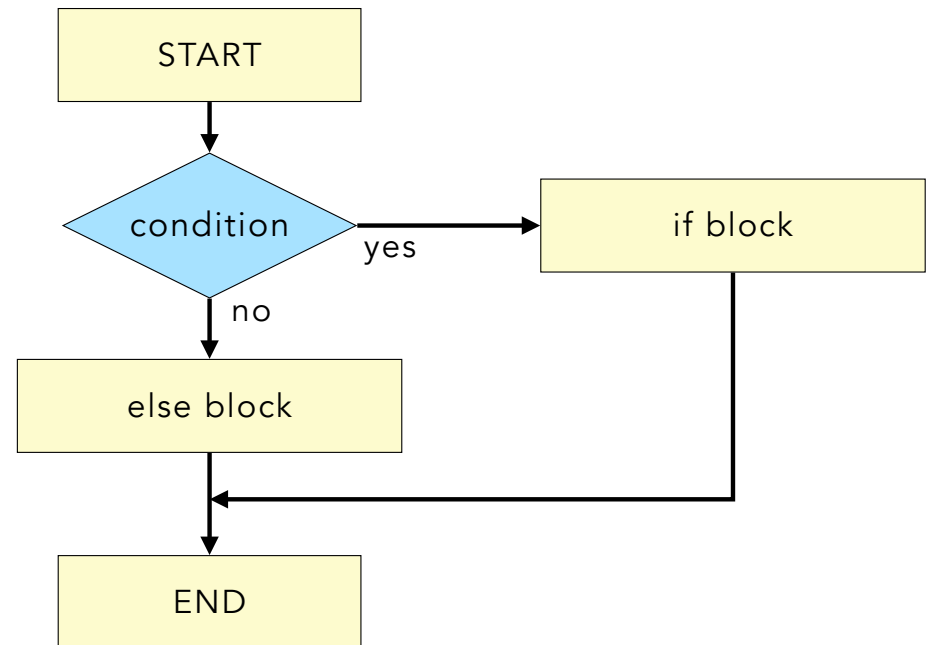 START
condition
yes
if block
no
else block
END